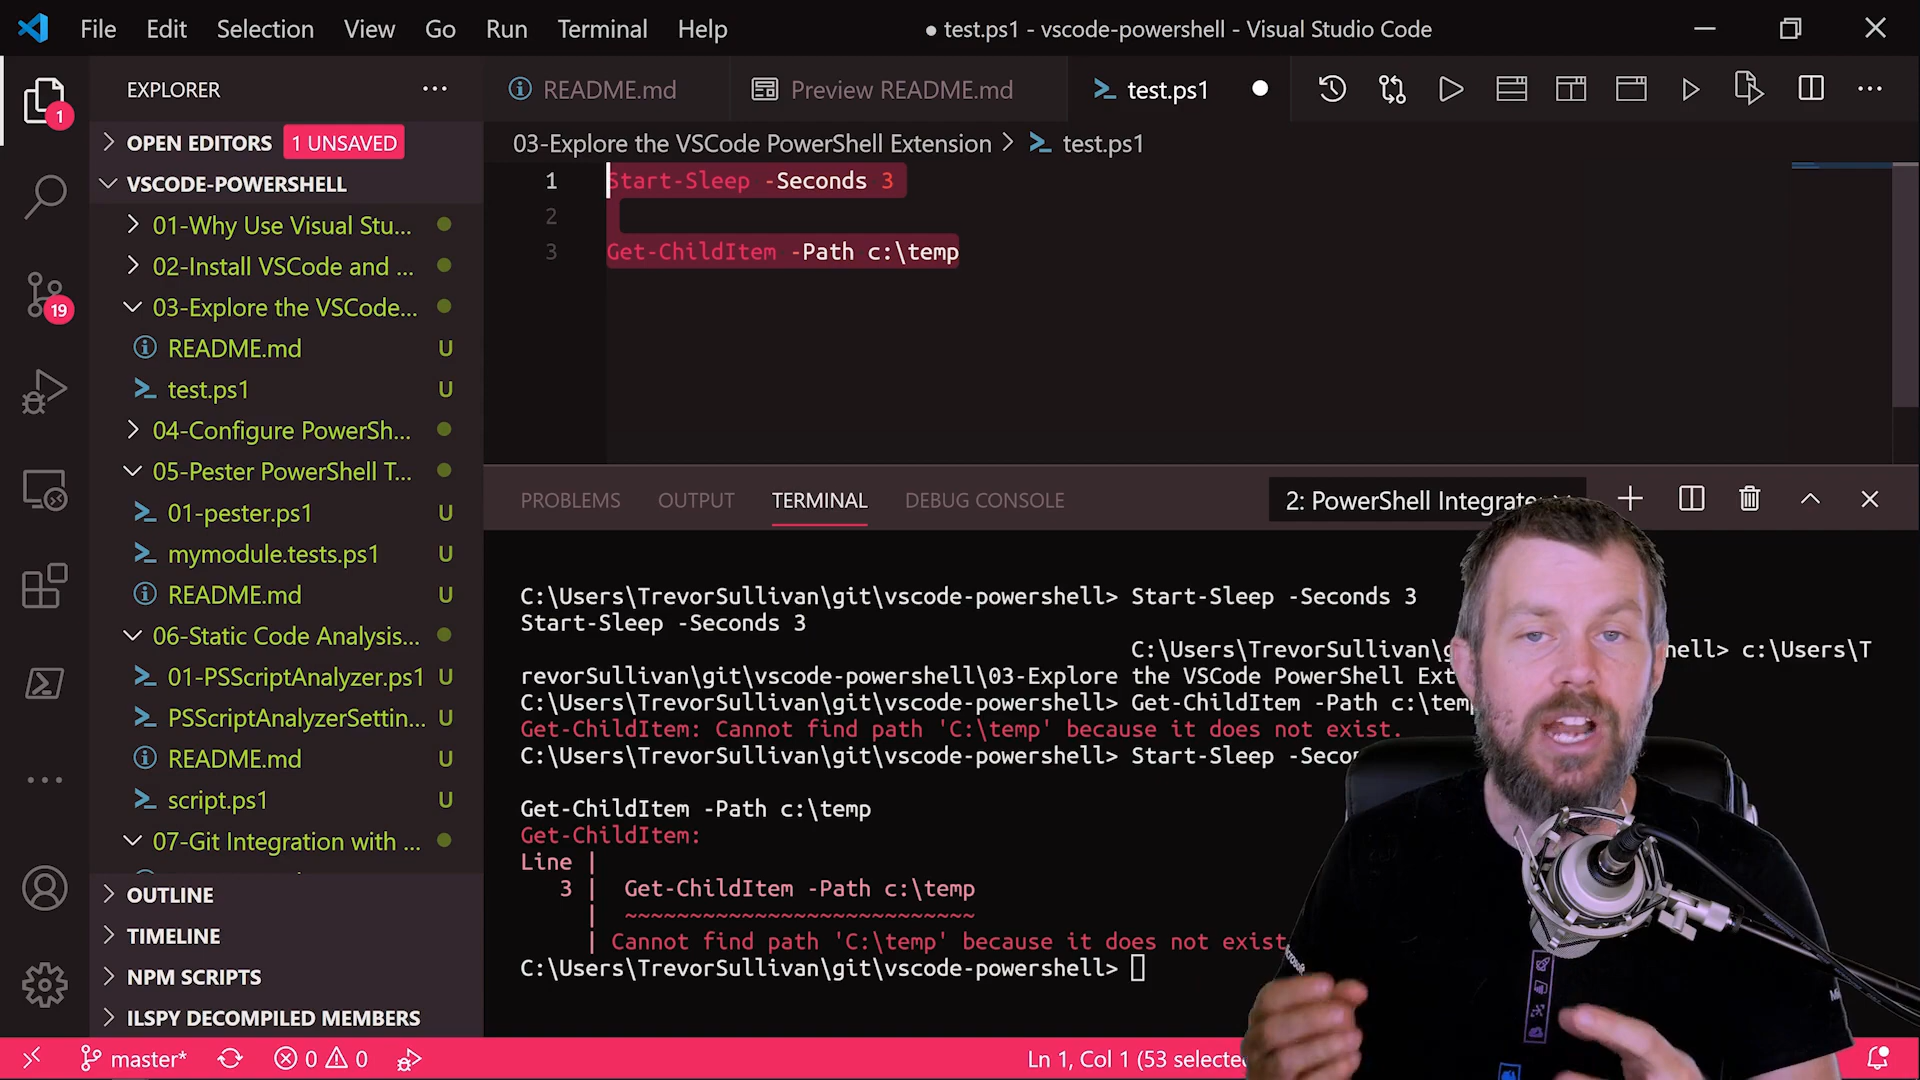 File Edit Selection View Go Run Terminal Help
● test.ps1 - vscode-powershell - Visual Studio Code
EXPLORER
README.md
Preview README.md
test.ps1
OPEN EDITORS 1 UNSAVED
03-Explore the VSCode PowerShell Extension > test.ps1
VSCODE-POWERSHELL
01-Why Use Visual Stu...
02-Install VSCode and ...
03-Explore the VSCode...
README.md U
test.ps1 U
04-Configure PowerSh...
05-Pester PowerShell T...
01-pester.ps1 U
mymodule.tests.ps1 U
README.md U
06-Static Code Analysis...
01-PSScriptAnalyzer.ps1 U
PSScriptAnalyzerSettin... U
README.md U
script.ps1 U
07-Git Integration with ...
OUTLINE
TIMELINE
NPM SCRIPTS
ILSPY DECOMPILED MEMBERS
1
19
1 Start-Sleep -Seconds 3
2
3 Get-ChildItem -Path c:\temp
PROBLEMS OUTPUT TERMINAL DEBUG CONSOLE
2: PowerShell Integrate
C:\Users\TrevorSullivan\git\vscode-powershell> Start-Sleep -Seconds 3
Start-Sleep -Seconds 3
C:\Users\TrevorSullivan\g ell> c:\Users\T
revorSullivan\git\vscode-powershell\03-Explore the VSCode PowerShell Ext
C:\Users\TrevorSullivan\git\vscode-powershell> Get-ChildItem -Path c:\temp
Get-ChildItem: Cannot find path 'C:\temp' because it does not exist.
C:\Users\TrevorSullivan\git\vscode-powershell> Start-Sleep -Secon
Get-ChildItem -Path c:\temp
Get-ChildItem:
Line |
3 | Get-ChildItem -Path c:\temp
| ~~~~~~~~~~~~~~~~~~~~~~~~~~~
| Cannot find path 'C:\temp' because it does not exist
C:\Users\TrevorSullivan\git\vscode-powershell>
master* 0 0
Ln 1, Col 1 (53 selected